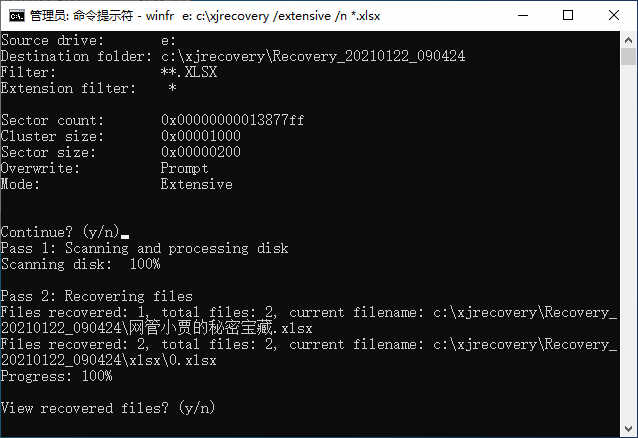 管理员: 命令提示符 - winfr  e: c:\xjrecovery /extensive /n *.xlsx
Source drive:       e:
Destination folder: c:\xjrecovery\Recovery_20210122_090424
Filter:             **.XLSX
Extension filter:    *
Sector count:       0x00000000013877ff
Cluster size:       0x00001000
Sector size:        0x00000200
Overwrite:          Prompt
Mode:               Extensive
Continue? (y/n)
Pass 1: Scanning and processing disk
Scanning disk:  100%
Pass 2: Recovering files
Files recovered: 1, total files: 2, current filename: c:\xjrecovery\Recovery_
20210122_090424\网管小贾的秘密宝藏.xlsx
Files recovered: 2, total files: 2, current filename: c:\xjrecovery\Recovery_
20210122_090424\xlsx\0.xlsx
Progress: 100%
View recovered files? (y/n)